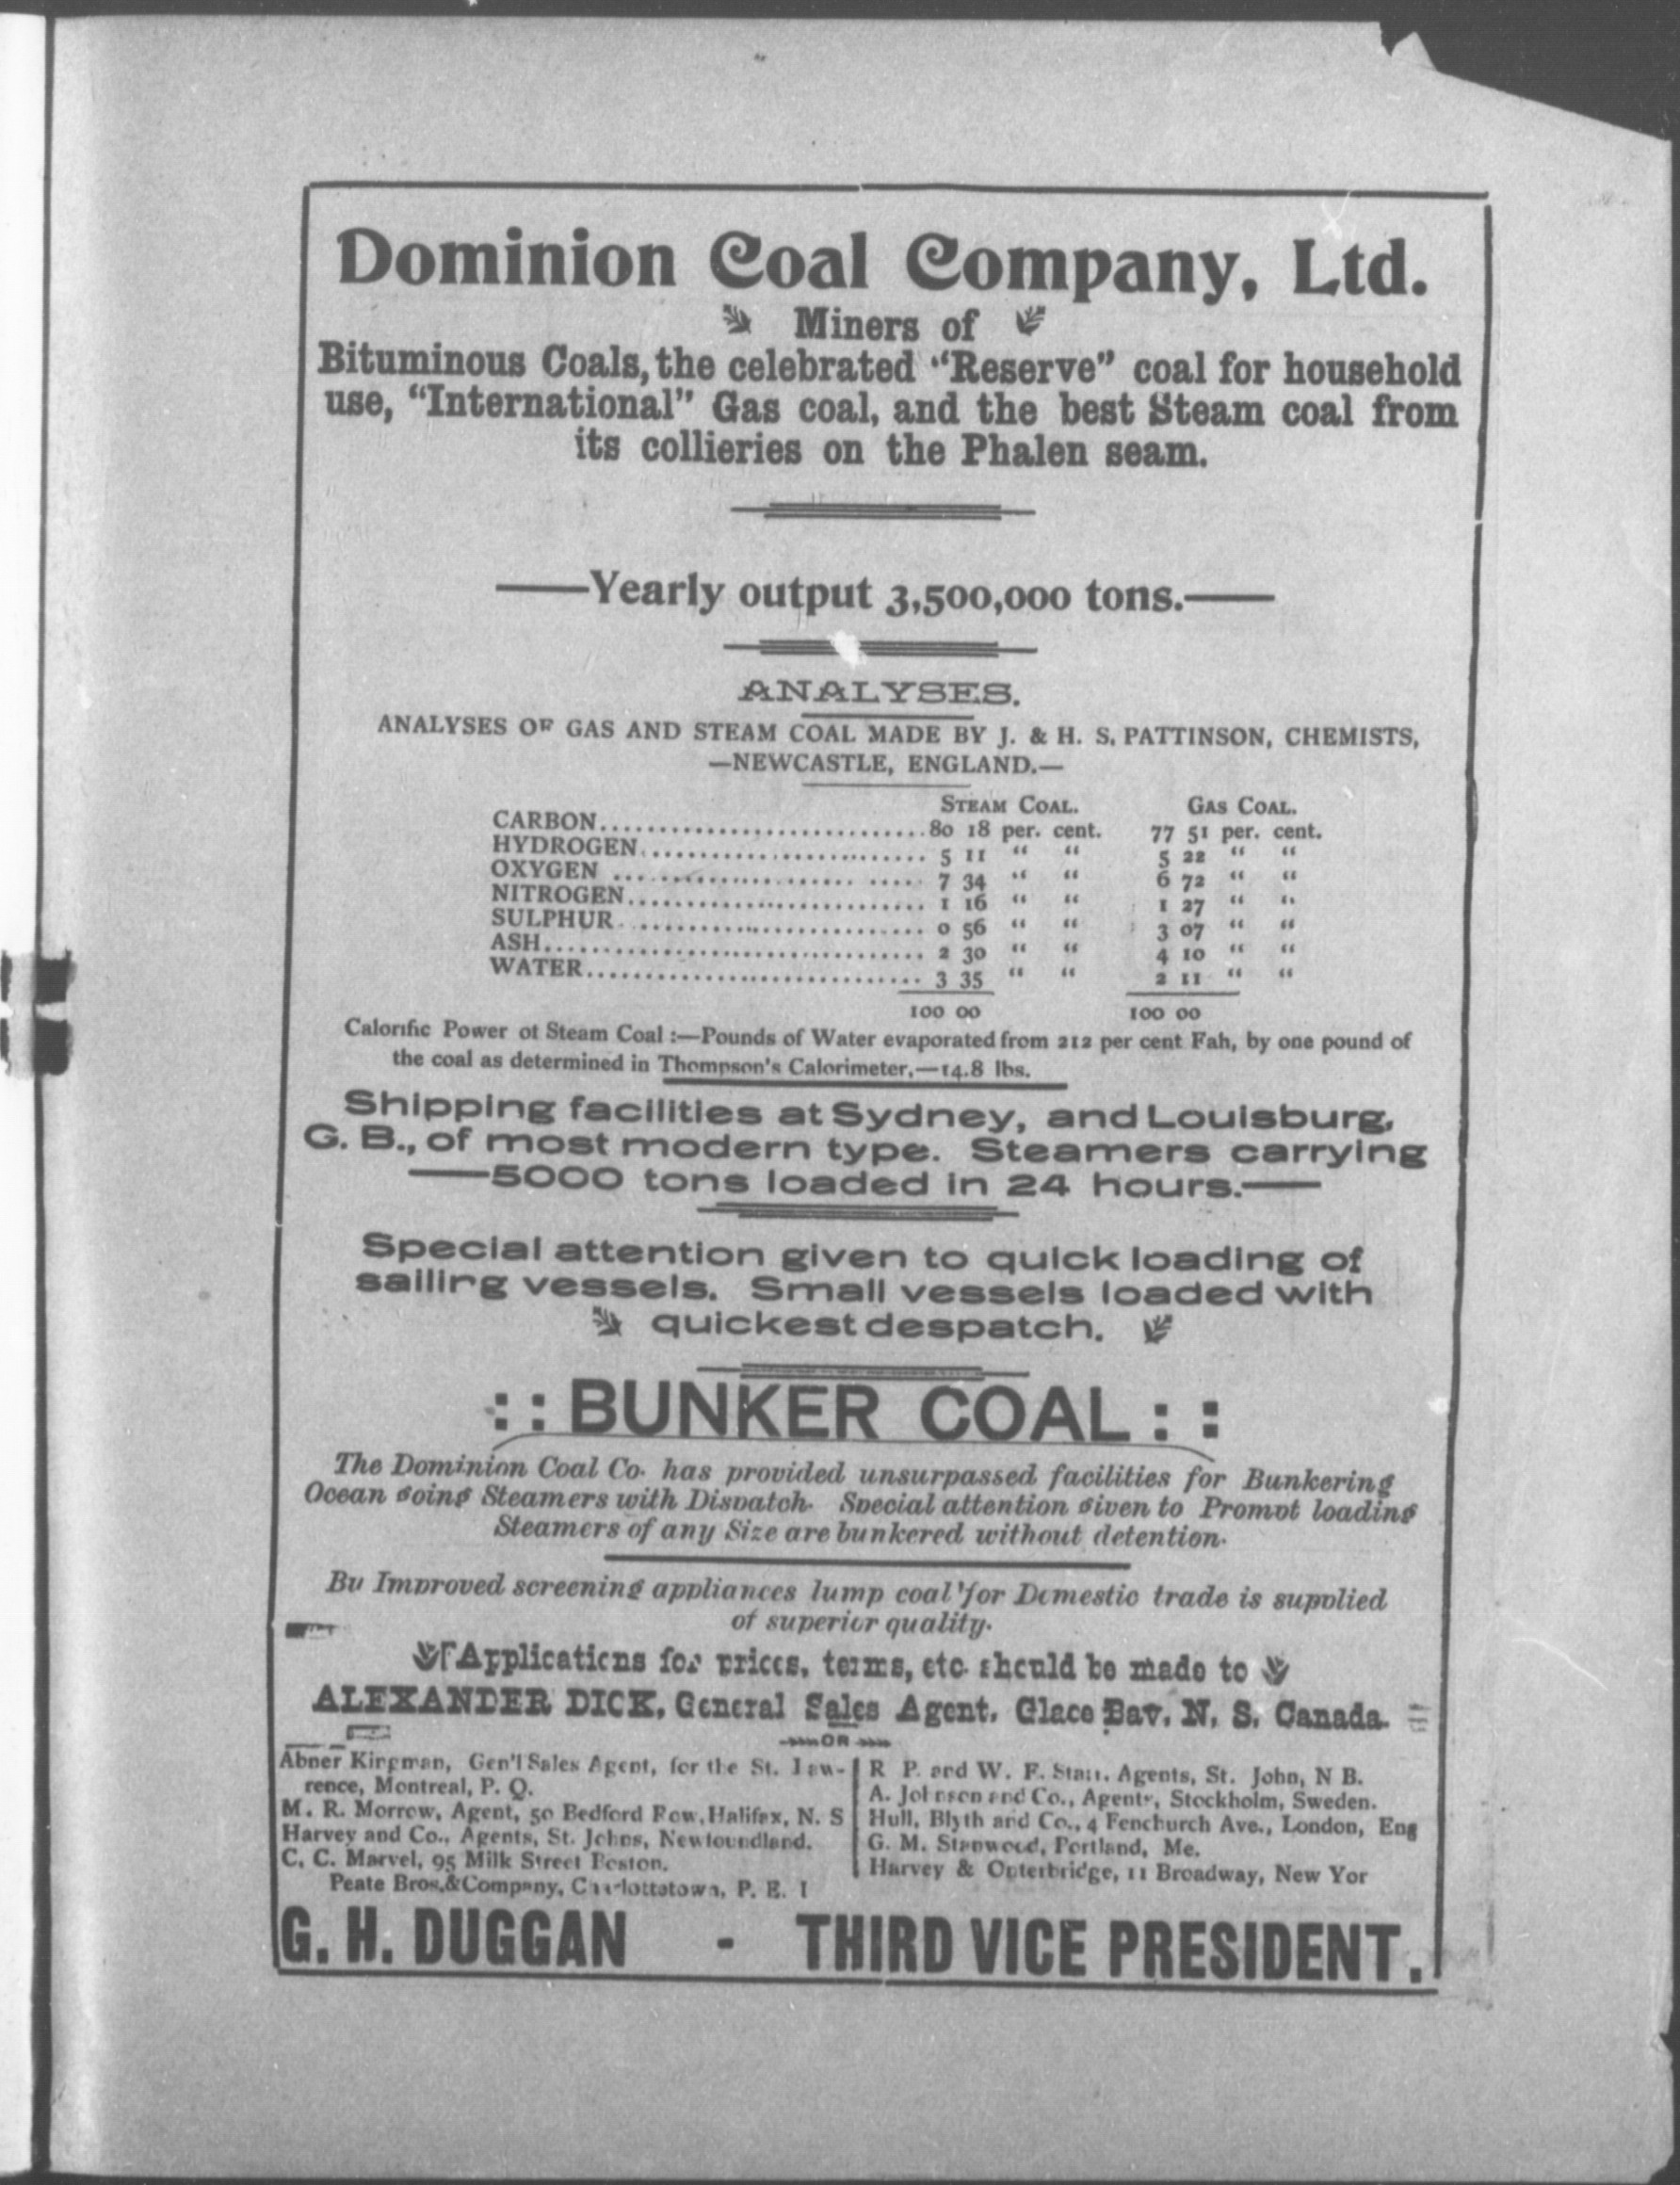 Dominion Coal Company, Ltd.
Miners of
Bituminous Coals, the celebrated "Reserve" coal for household
use, "International" Gas coal, and the best Steam coal from
its collieries on the Phalen seam.
—Yearly output 3,500,000 tons.—
ANALYSES.
ANALYSES OF GAS AND STEAM COAL MADE BY J. & H. S. PATTINSON, CHEMISTS,
—NEWCASTLE, ENGLAND.—
STEAM COAL. GAS COAL.
CARBON..............................80 18 per. cent. 77 51 per. cent.
HYDROGEN............................ 5 11 " " 5 22 " "
OXYGEN ............................. 7 34 " " 6 72 " "
NITROGEN............................ 1 16 " " 1 27 " "
SULPHUR............................. 0 56 " " 3 07 " "
ASH................................. 2 30 " " 4 10 " "
WATER............................... 3 35 " " 2 11 " "
100 00 100 00
Calorific Power of Steam Coal :—Pounds of Water evaporated from 212 per cent Fah, by one pound of
the coal as determined in Thompson's Calorimeter,—14.8 lbs.
Shipping facilities at Sydney, and Louisburg,
G. B., of most modern type. Steamers carrying
—5000 tons loaded in 24 hours.—
Special attention given to quick loading of
sailing vessels. Small vessels loaded with
quickest despatch.
: : BUNKER COAL : :
The Dominion Coal Co. has provided unsurpassed facilities for Bunkering
Ocean going Steamers with Dispatch. Special attention given to Prompt loading
Steamers of any Size are bunkered without detention.
By Improved screening appliances lump coal for Domestic trade is supplied
of superior quality.
Applications for prices, terms, etc. should be made to
ALEXANDER DICK, General Sales Agent, Glace Bay, N. S. Canada.
OR
Abner Kingman, Gen'l Sales Agent, for the St. Law-
rence, Montreal, P. Q.
M. R. Morrow, Agent, 50 Bedford Row, Halifax, N. S
Harvey and Co., Agents, St. Johns, Newfoundland.
C. C. Marvel, 95 Milk Street Boston.
Peate Bros. & Company, Charlottetown, P. E. I
R P. and W. F. Starr, Agents, St. John, N B.
A. Johnson and Co., Agents, Stockholm, Sweden.
Hull, Blyth and Co., 4 Fenchurch Ave., London, Eng
G. M. Stanwood, Portland, Me.
Harvey & Outerbridge, 11 Broadway, New Yor
G. H. DUGGAN - THIRD VICE PRESIDENT.